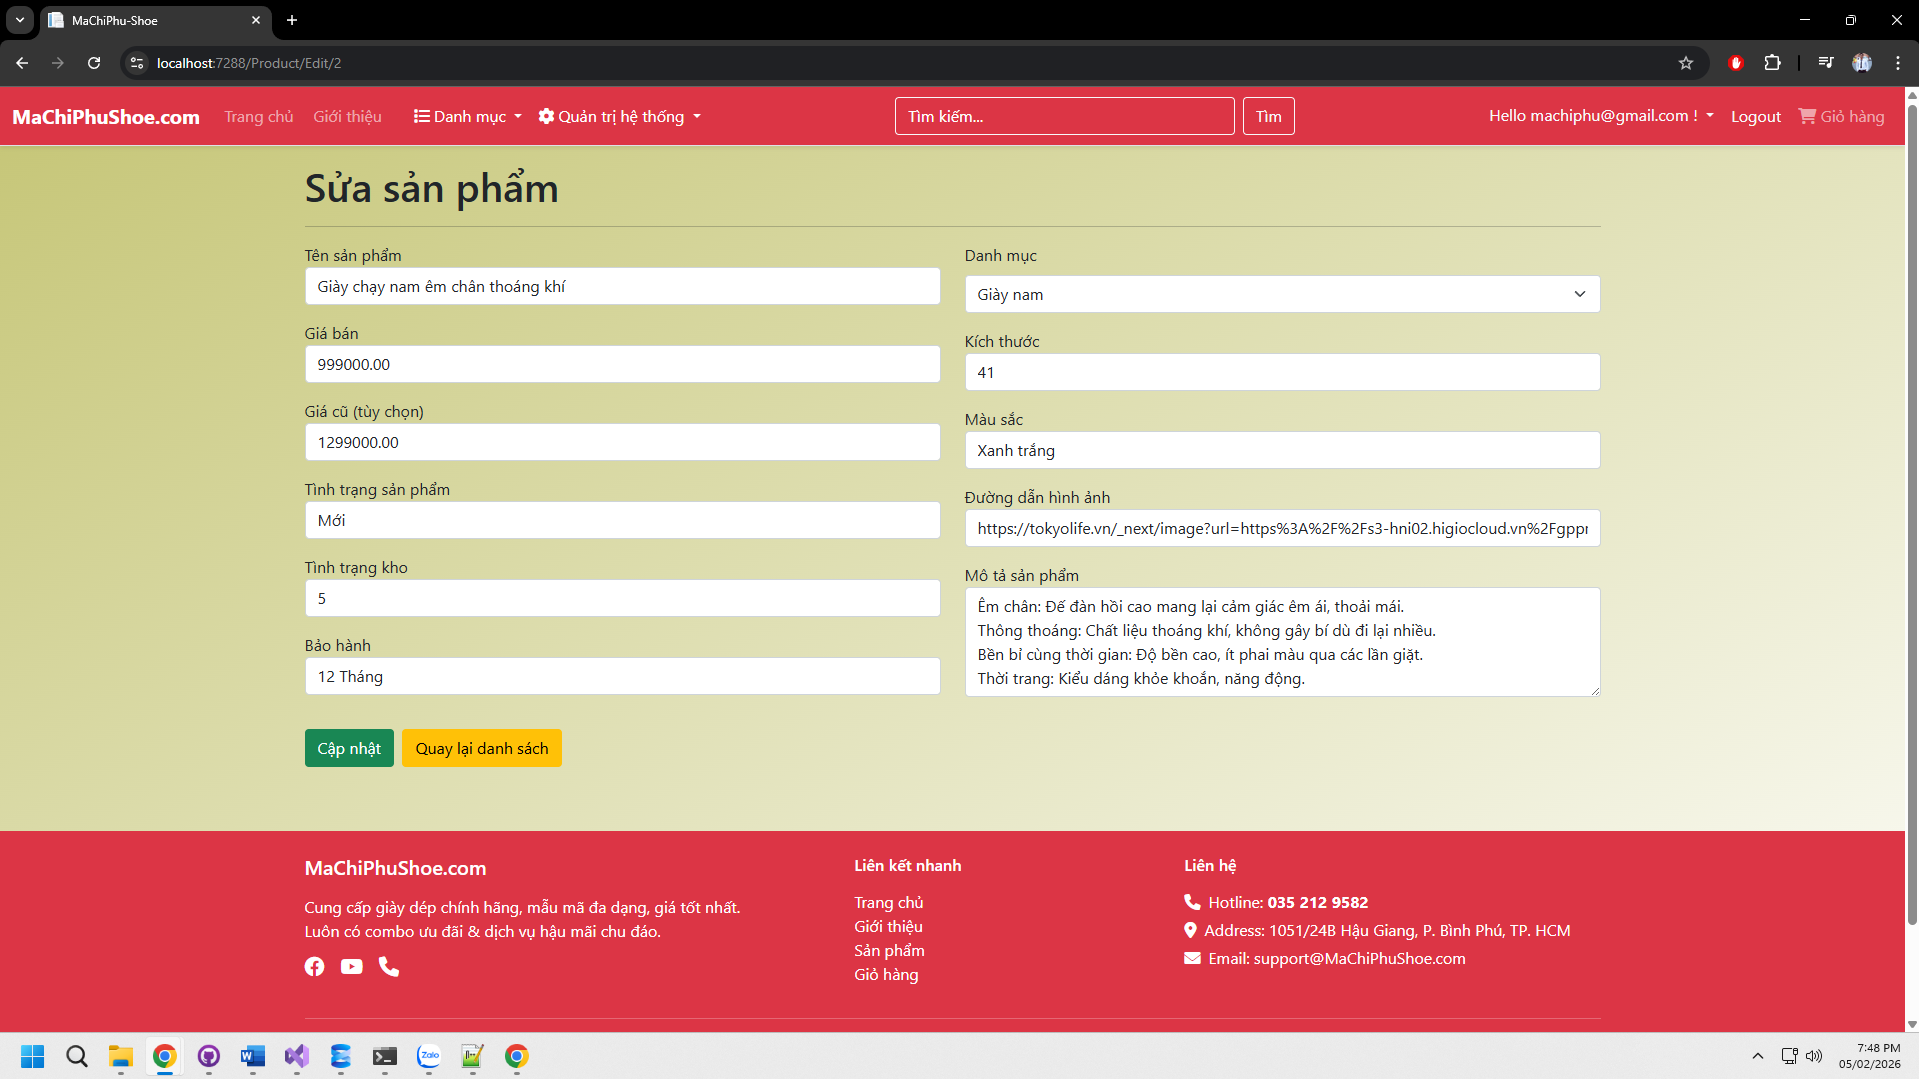 MaChiPhu-Shoe
localhost:7288/Product/Edit/2
MaChiPhuShoe.com
Trang chủ
Giới thiệu
Danh mục
Quản trị hệ thống
Tìm kiếm...
Tìm
Hello machiphu@gmail.com !
Logout
Giỏ hàng
Sửa sản phẩm
Tên sản phẩm
Giày chạy nam êm chân thoáng khí
Giá bán
999000.00
Giá cũ (tùy chọn)
1299000.00
Tình trạng sản phẩm
Mới
Tình trạng kho
5
Bảo hành
12 Tháng
Danh mục
Giày nam
Kích thước
41
Màu sắc
Xanh trắng
Đường dẫn hình ảnh
https://tokyolife.vn/_next/image?url=https%3A%2F%2Fs3-hni02.higiocloud.vn%2Fgppr
Mô tả sản phẩm
Êm chân: Đế đàn hồi cao mang lại cảm giác êm ái, thoải mái.
Thông thoáng: Chất liệu thoáng khí, không gây bí dù đi lại nhiều.
Bền bỉ cùng thời gian: Độ bền cao, ít phai màu qua các lần giặt.
Thời trang: Kiểu dáng khỏe khoắn, năng động.
Cập nhật
Quay lại danh sách
MaChiPhuShoe.com
Cung cấp giày dép chính hãng, mẫu mã đa dạng, giá tốt nhất.
Luôn có combo ưu đãi & dịch vụ hậu mãi chu đáo.
Liên kết nhanh
Trang chủ
Giới thiệu
Sản phẩm
Giỏ hàng
Liên hệ
Hotline: 035 212 9582
Address: 1051/24B Hậu Giang, P. Bình Phú, TP. HCM
Email: support@MaChiPhuShoe.com
Zalo
7:48 PM
05/02/2026